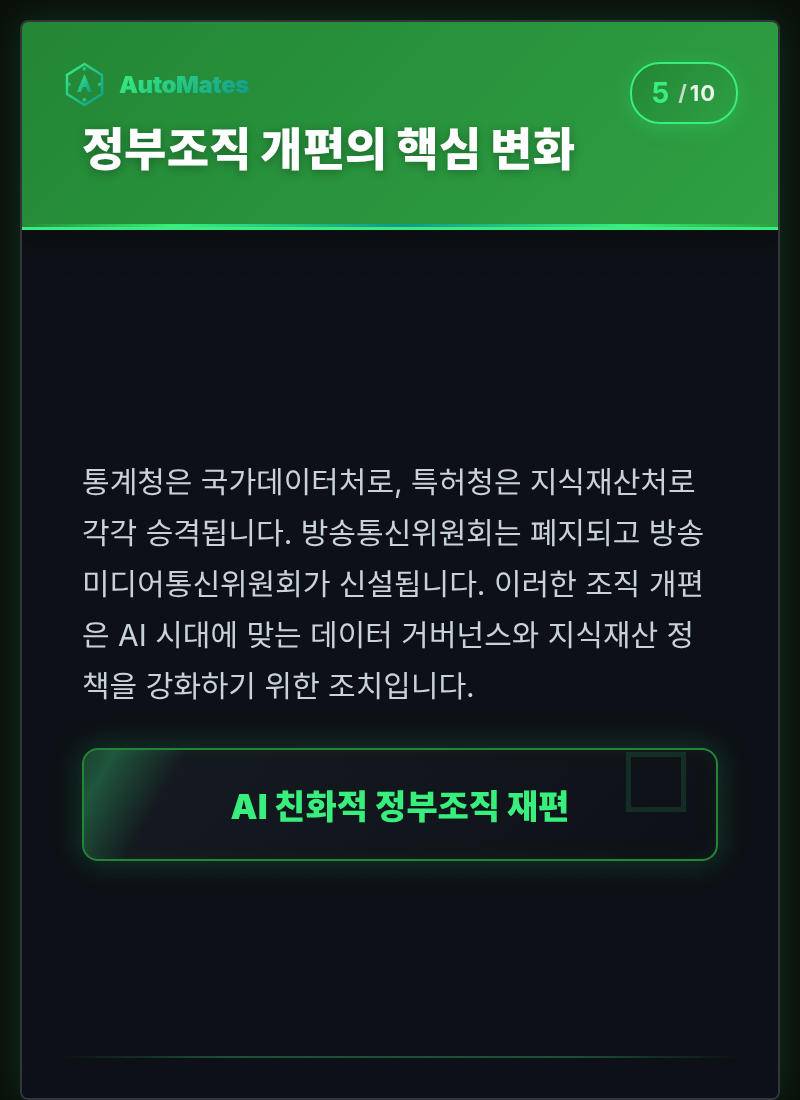 AutoMates
5 /10
정부조직 개편의 핵심 변화
통계청은 국가데이터처로, 특허청은 지식재산처로
각각 승격됩니다. 방송통신위원회는 폐지되고 방송
미디어통신위원회가 신설됩니다. 이러한 조직 개편
은 AI 시대에 맞는 데이터 거버넌스와 지식재산 정
책을 강화하기 위한 조치입니다.
AI 친화적 정부조직 재편